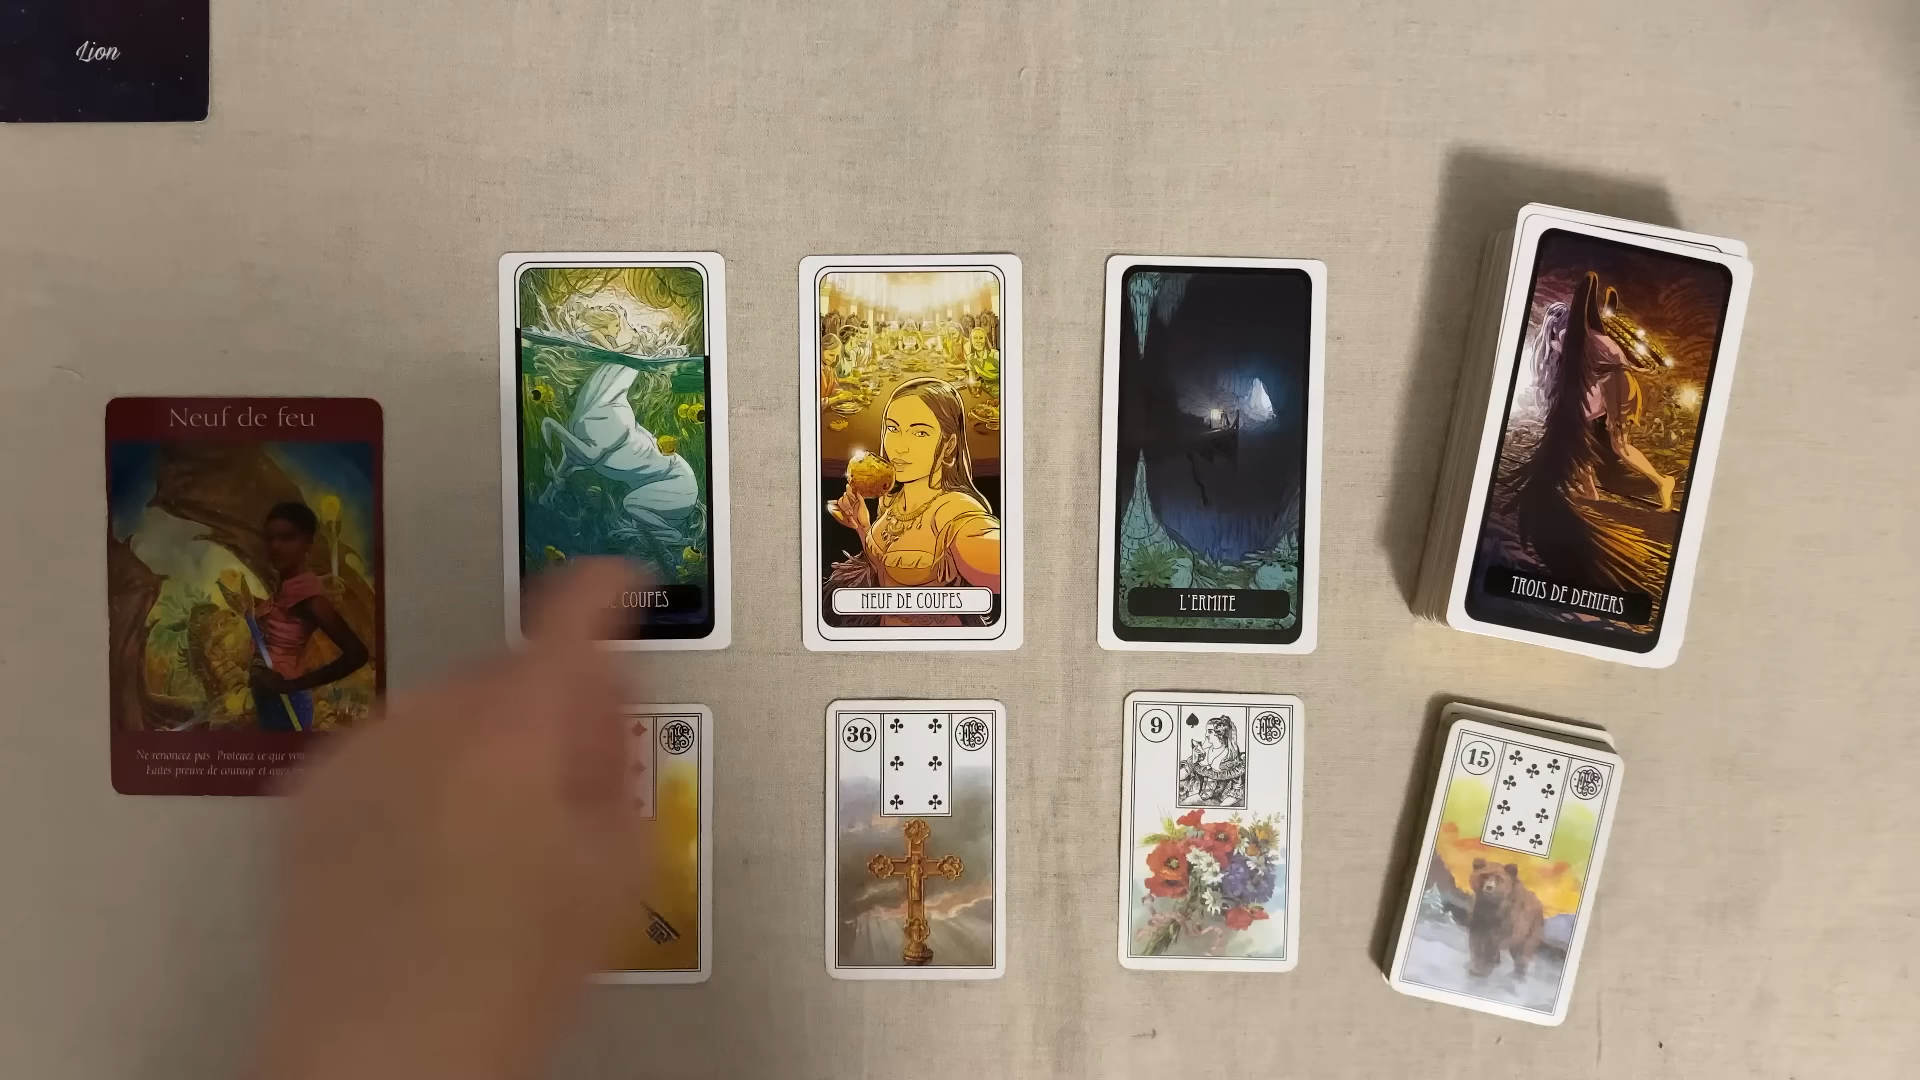 Lion
Neuf de feu
Ne renoncez pas. Protégez ce que
Faites preuve de courage et
COUPES
NEUF DE COUPES
L'ERMITE
TROIS DE DENIERS
36
9
15